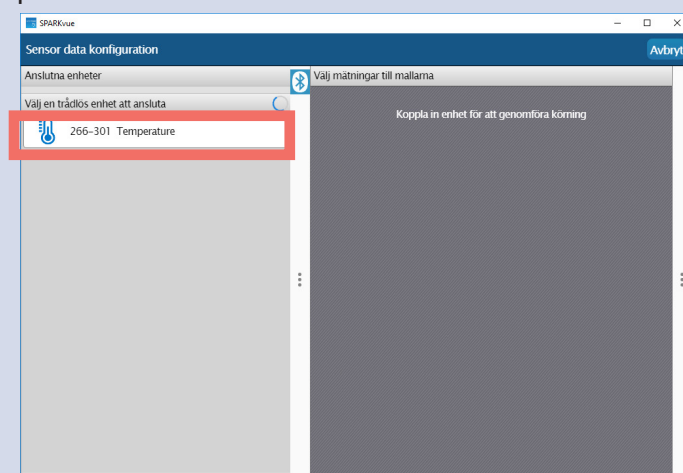 SPARKvue
Sensor data konfiguration
Avbryt
Anslutna enheter
Välj mätningar till mallarna
Välj en trådlös enhet att ansluta
266-301 Temperature
Koppla in enhet för att genomföra körning